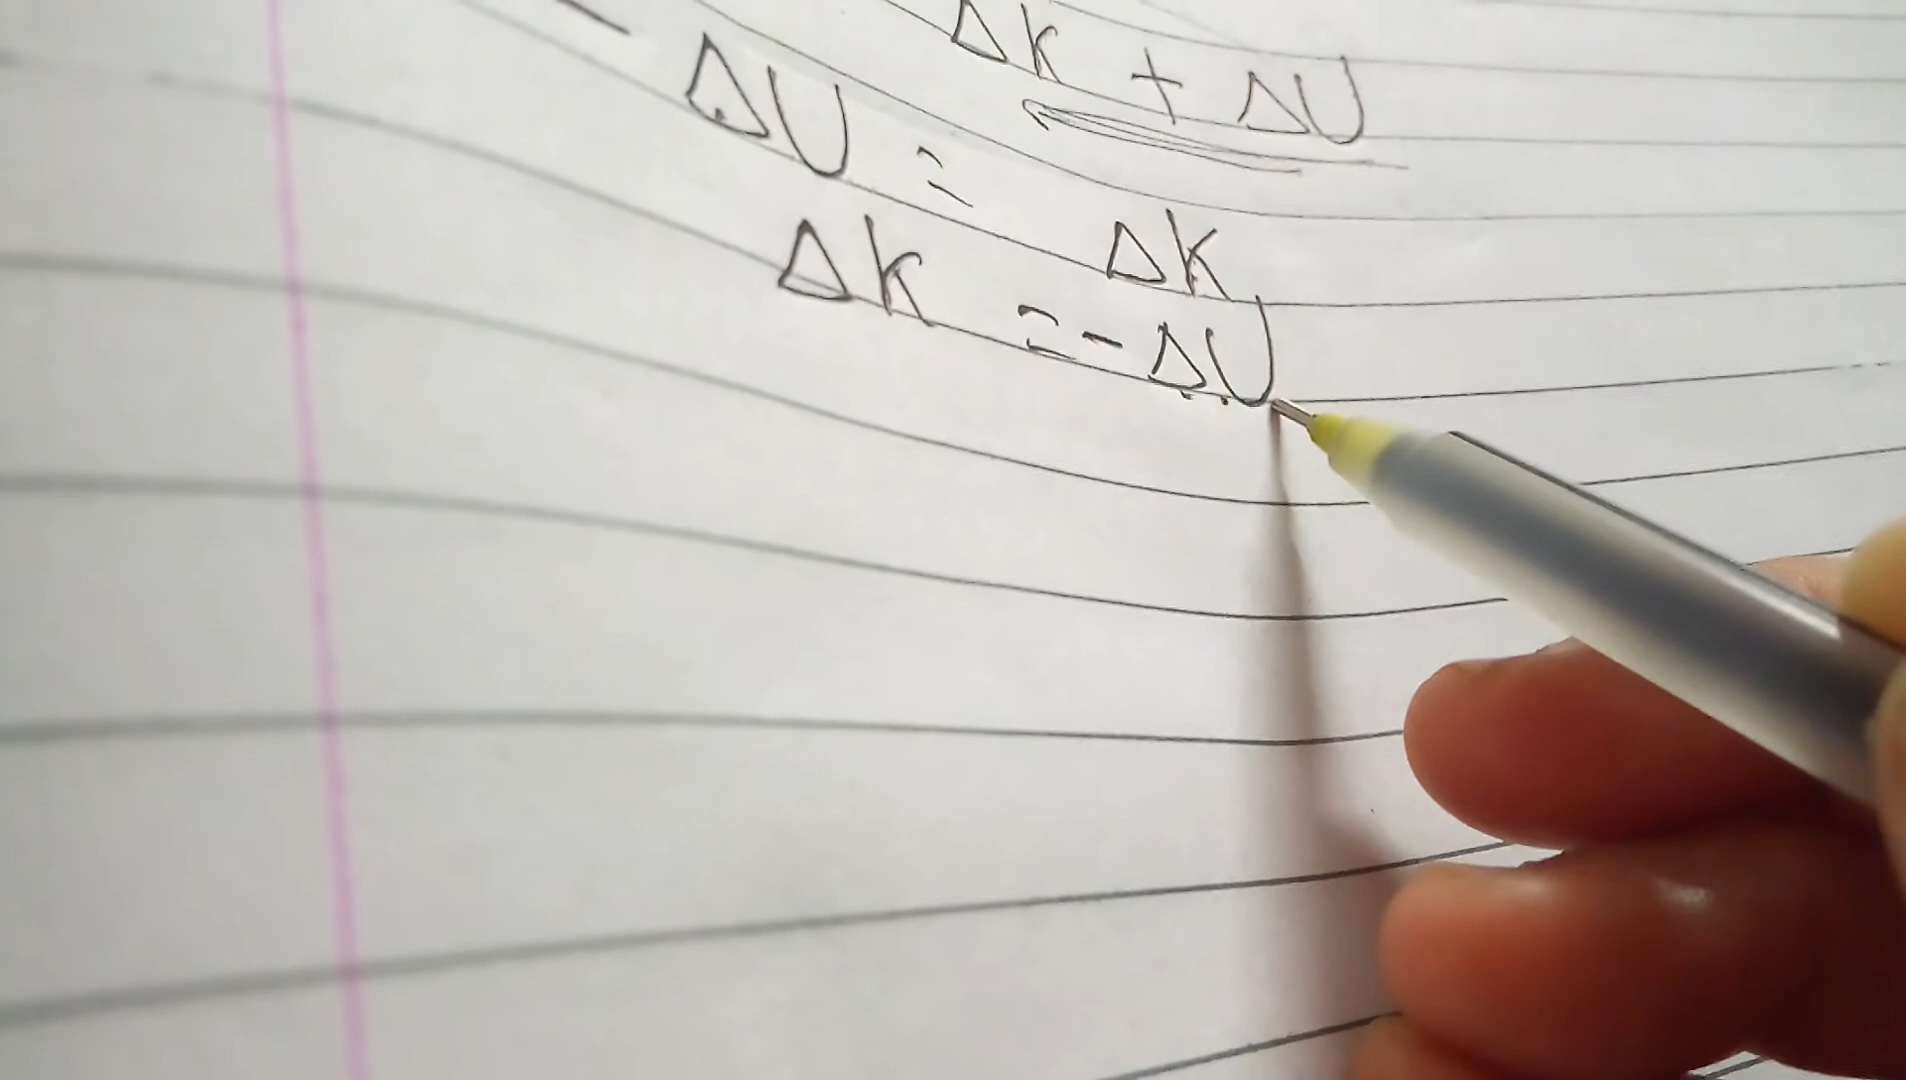 ΔK + ΔU
- ΔU = ΔK
ΔK = - ΔU